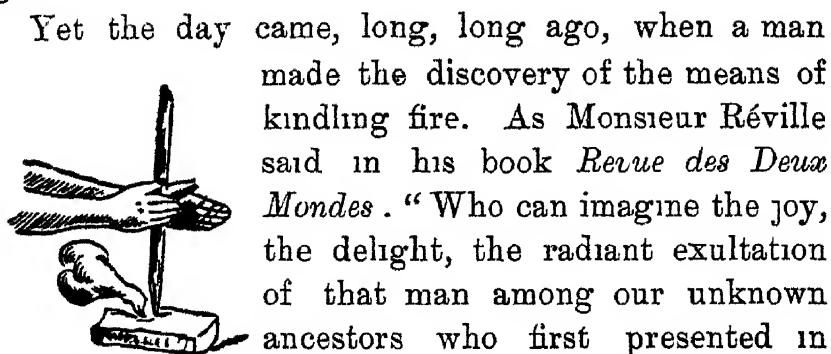 Yet the day came, long, long ago, when a man
made the discovery of the means of
kindling fire. As Monsieur Réville
said in his book Revue des Deux
Mondes. “Who can imagine the joy,
the delight, the radiant exultation
of that man among our unknown
ancestors who first presented in